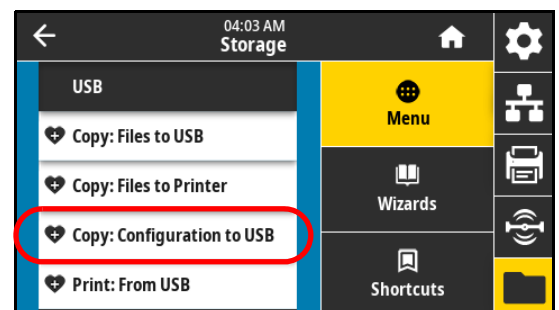 04:03 AM
Storage
USB
Copy: Files to USB
Copy: Files to Printer
Copy: Configuration to USB
Print: From USB
Menu
Wizards
Shortcuts